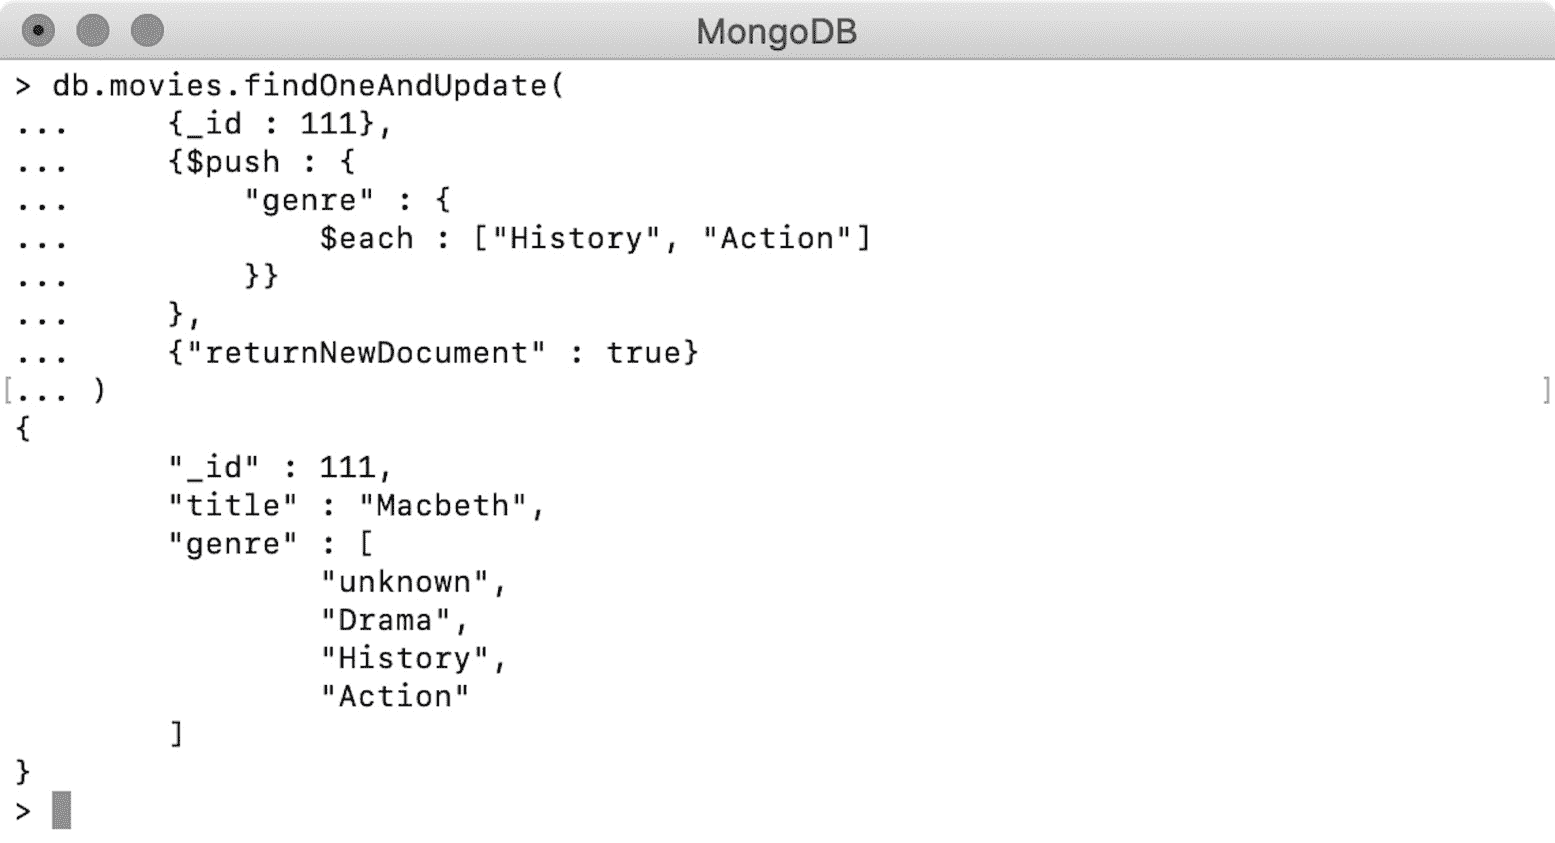 MongoDB
> db.movies.findOneAndUpdate(
...     {_id : 111},
...     {$push : {
...         "genre" : {
...             $each : ["History", "Action"]
...         }}
...     },
...     {"returnNewDocument" : true}
[... ) ]
{
        "_id" : 111,
        "title" : "Macbeth",
        "genre" : [
                "unknown",
                "Drama",
                "History",
                "Action"
        ]
}
>